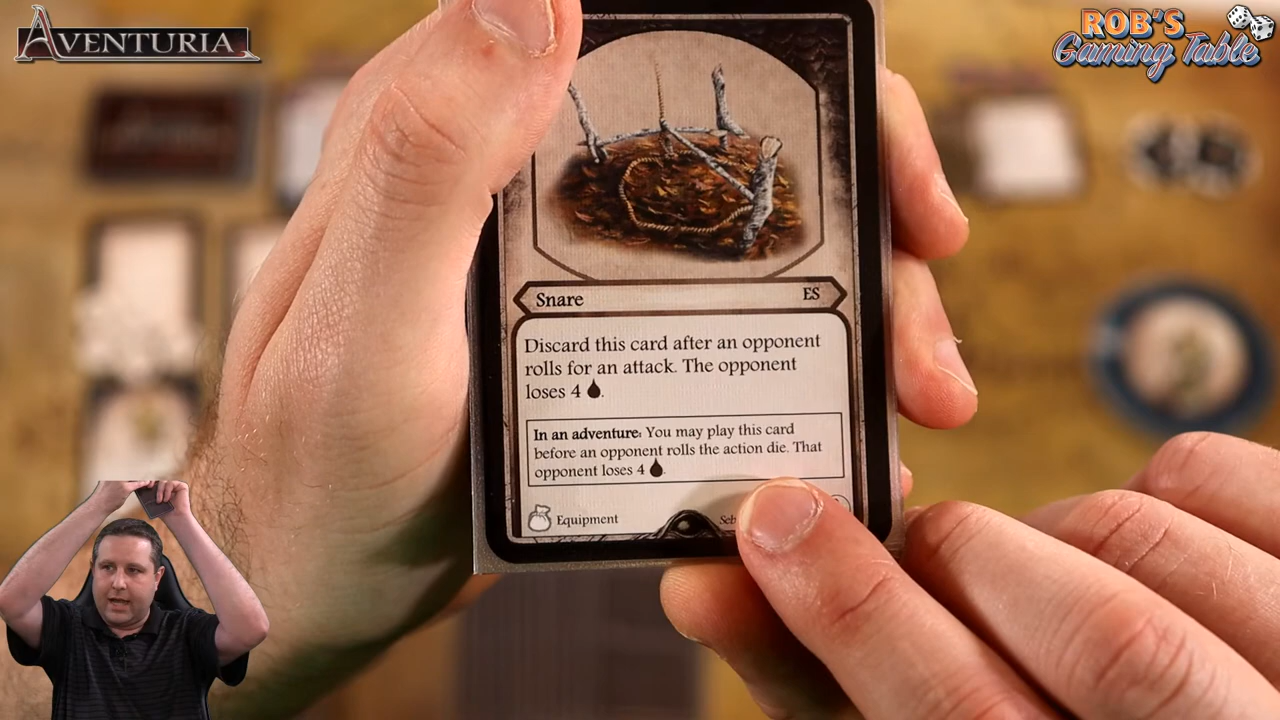 AVENTURIA
ROB'S
Gaming Table
Snare ES
Discard this card after an opponent
rolls for an attack. The opponent
loses 4 .
In an adventure: You may play this card
before an opponent rolls the action die. That
opponent loses 4 .
Equipment